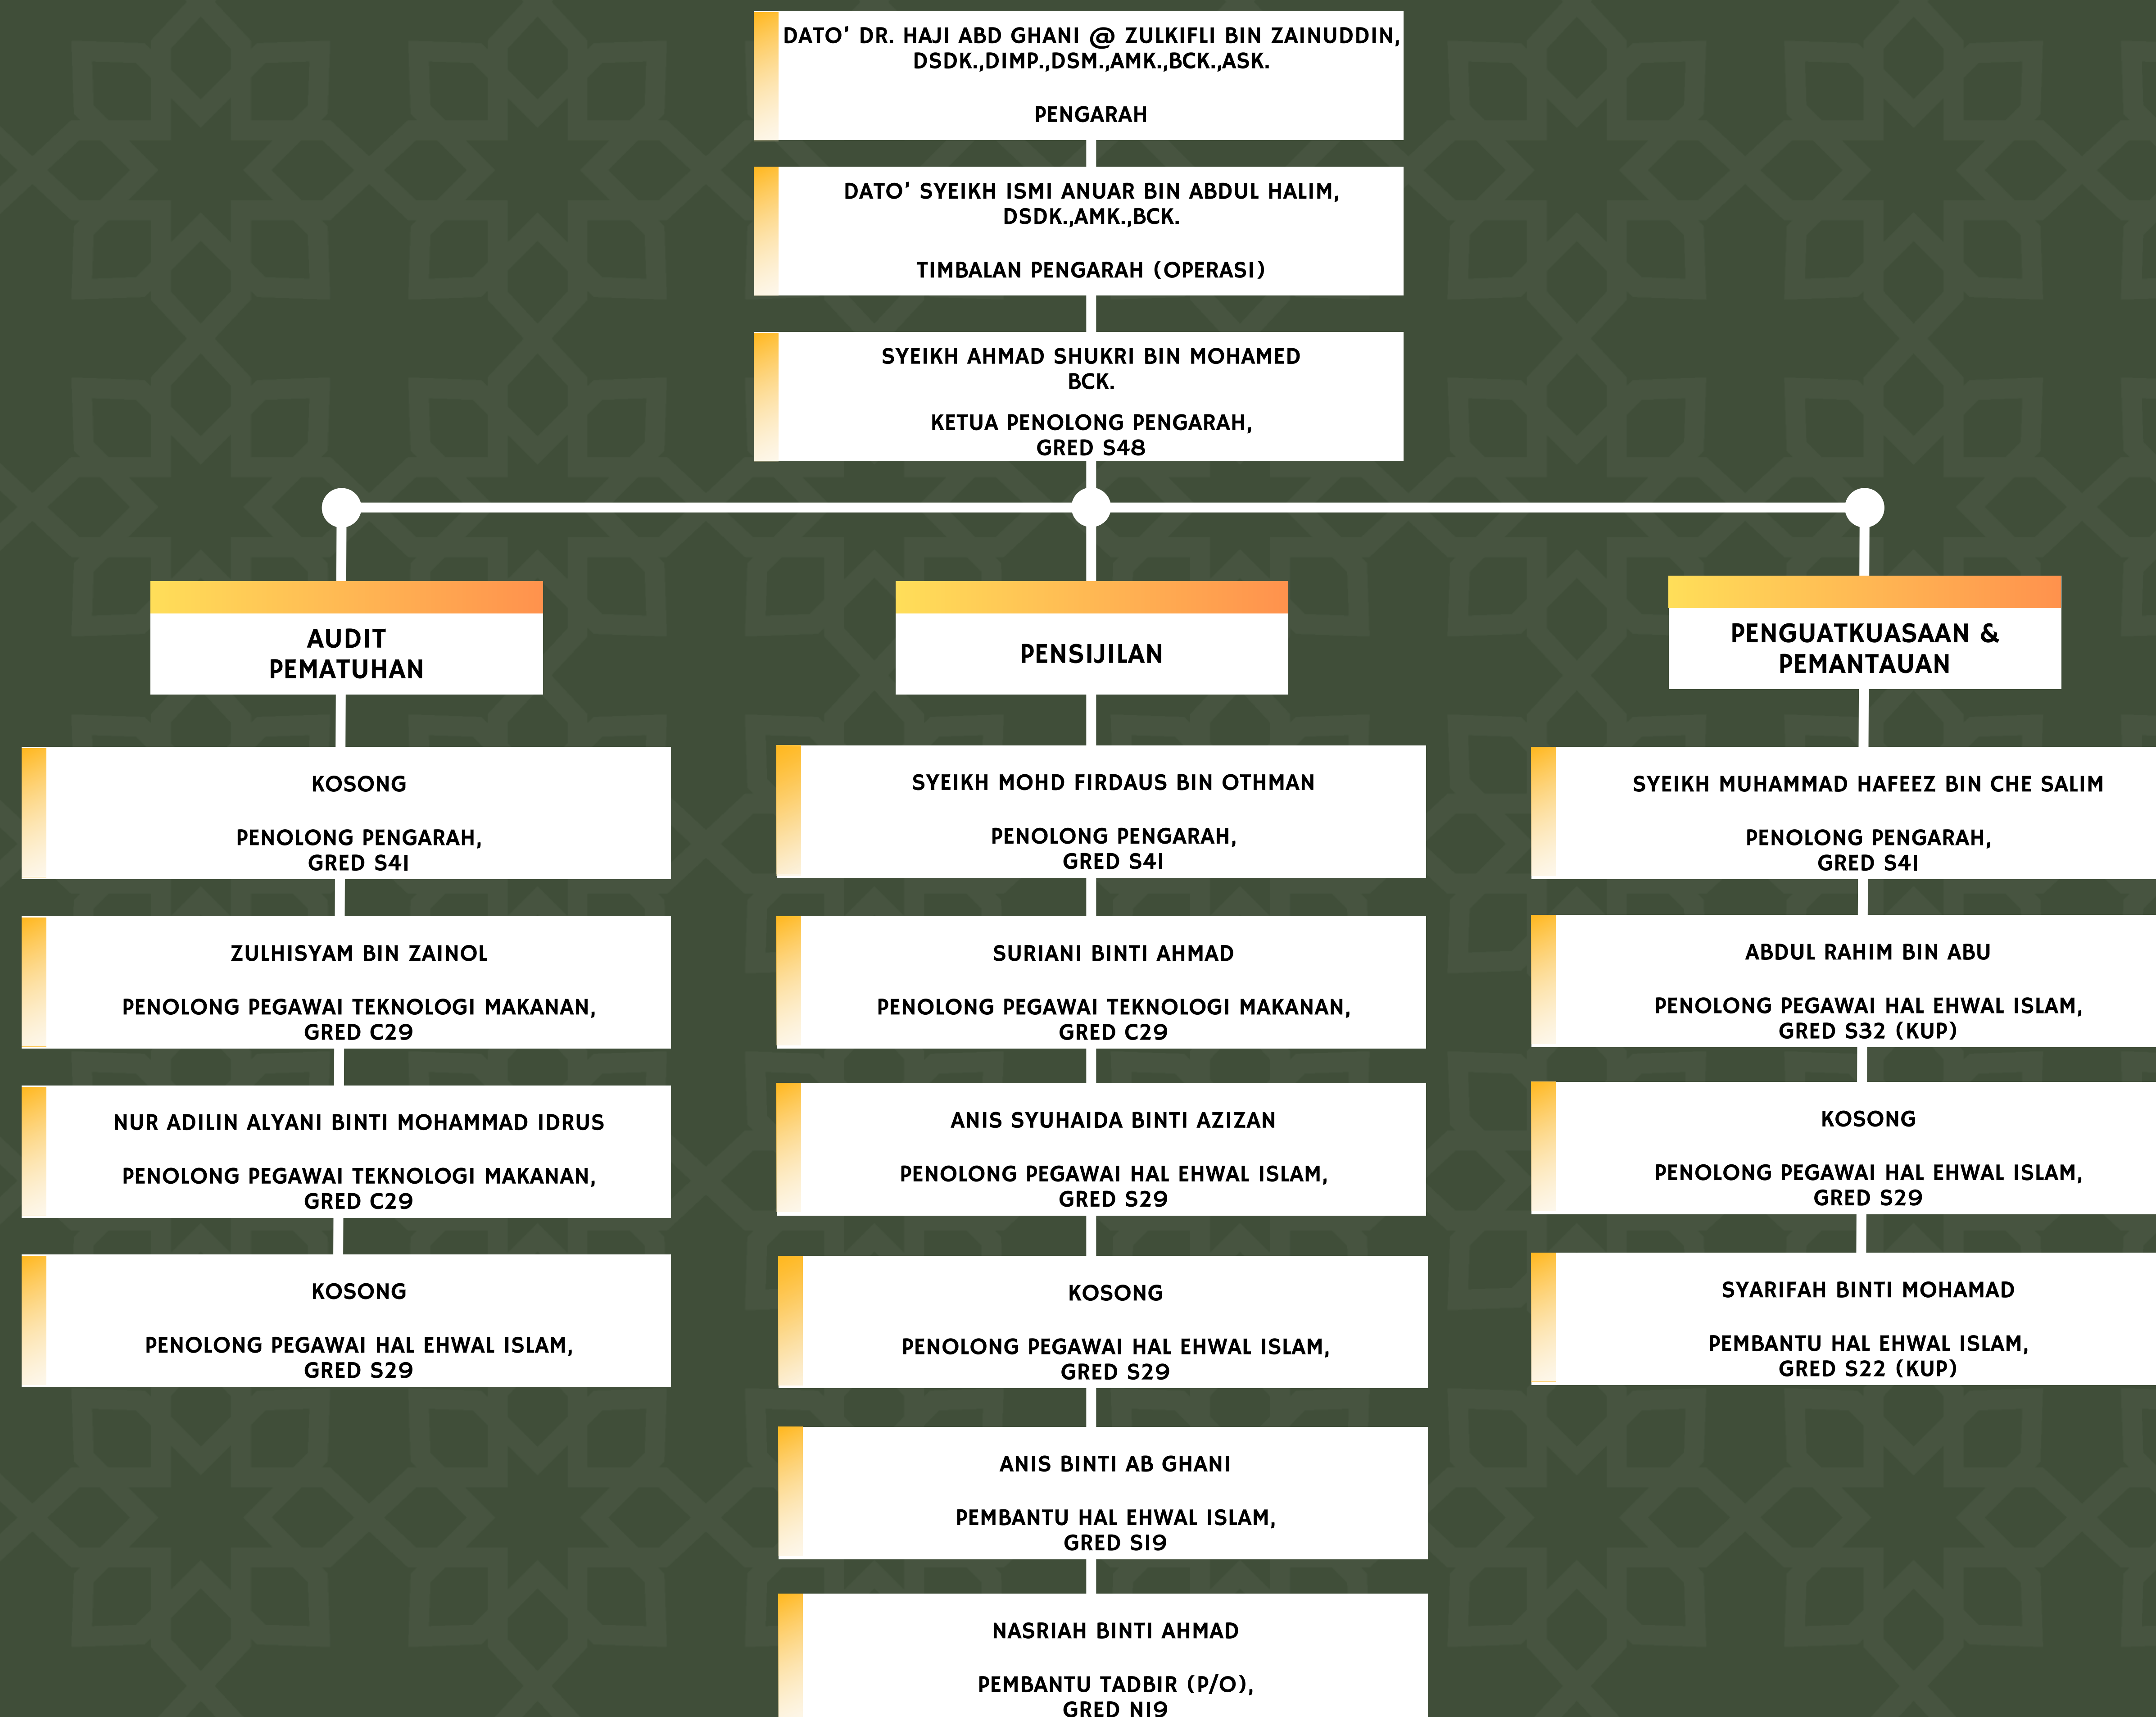 DATO' DR. HAJI ABD GHANI @ ZULKIFLI BIN ZAINUDDIN,
DSDK.,DIMP.,DSM.,AMK.,BCK.,ASK.
PENGARAH
DATO' SYEIKH ISMI ANUAR BIN ABDUL HALIM,
DSDK.,AMK.,BCK.
TIMBALAN PENGARAH (OPERASI)
SYEIKH AHMAD SHUKRI BIN MOHAMED
BCK.
KETUA PENOLONG PENGARAH,
GRED S48
AUDIT
PEMATUHAN
KOSONG
PENOLONG PENGARAH,
GRED S41
ZULHISYAM BIN ZAINOL
PENOLONG PEGAWAI TEKNOLOGI MAKANAN,
GRED C29
NUR ADILIN ALYANI BINTI MOHAMMAD IDRUS
PENOLONG PEGAWAI TEKNOLOGI MAKANAN,
GRED C29
KOSONG
PENOLONG PEGAWAI HAL EHWAL ISLAM,
GRED S29
PENSIJILAN
SYEIKH MOHD FIRDAUS BIN OTHMAN
PENOLONG PENGARAH,
GRED S41
SURIANI BINTI AHMAD
PENOLONG PEGAWAI TEKNOLOGI MAKANAN,
GRED C29
ANIS SYUHAIDA BINTI AZIZAN
PENOLONG PEGAWAI HAL EHWAL ISLAM,
GRED S29
KOSONG
PENOLONG PEGAWAI HAL EHWAL ISLAM,
GRED S29
ANIS BINTI AB GHANI
PEMBANTU HAL EHWAL ISLAM,
GRED S19
NASRIAH BINTI AHMAD
PEMBANTU TADBIR (P/O),
GRED N19
PENGUATKUASAAN &
PEMANTAUAN
SYEIKH MUHAMMAD HAFEEZ BIN CHE SALIM
PENOLONG PENGARAH,
GRED S41
ABDUL RAHIM BIN ABU
PENOLONG PEGAWAI HAL EHWAL ISLAM,
GRED S32 (KUP)
KOSONG
PENOLONG PEGAWAI HAL EHWAL ISLAM,
GRED S29
SYARIFAH BINTI MOHAMAD
PEMBANTU HAL EHWAL ISLAM,
GRED S22 (KUP)